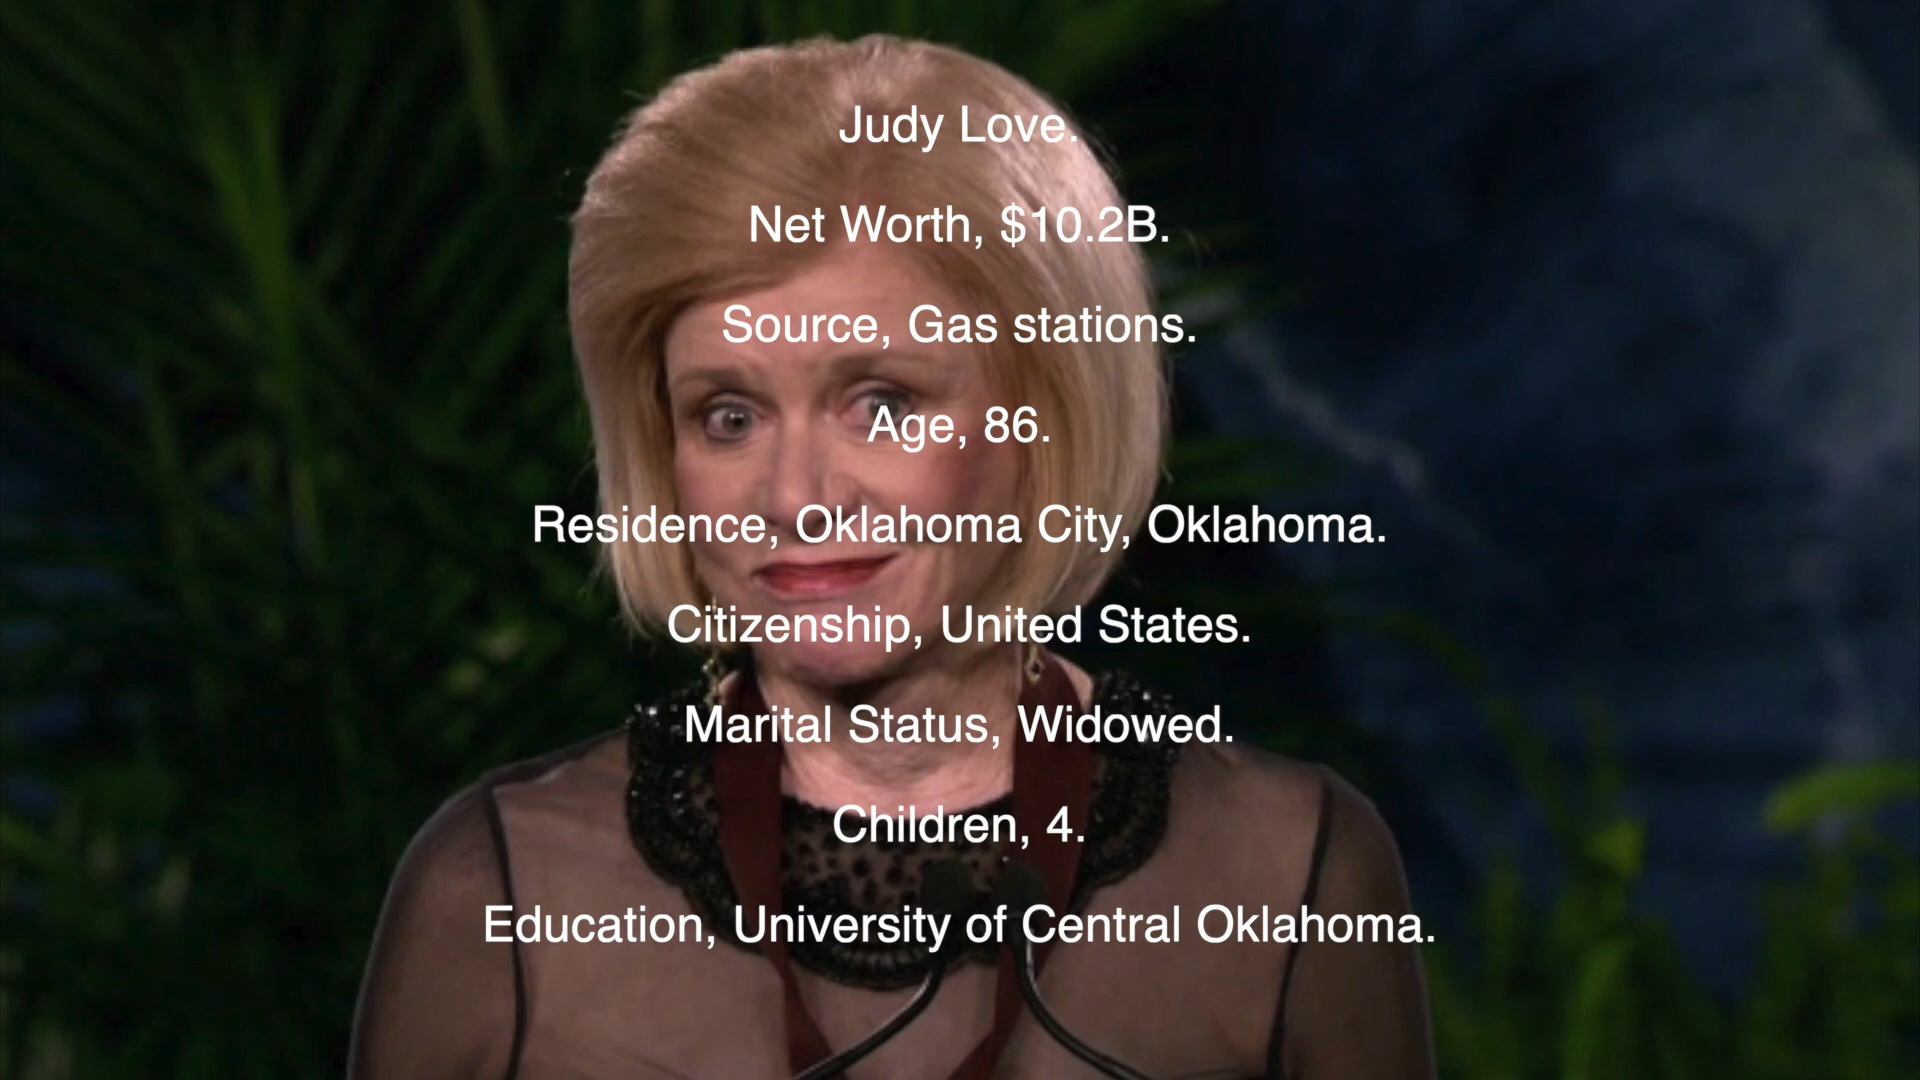 Judy Love.
Net Worth, $10.2B.
Source, Gas stations.
Age, 86.
Residence, Oklahoma City, Oklahoma.
Citizenship, United States.
Marital Status, Widowed.
Children, 4.
Education, University of Central Oklahoma.